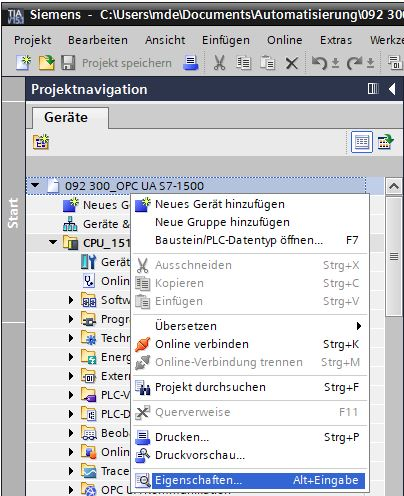 Siemens - C:\Users\mde\Documents\Automatisierung\092 300
Projekt Bearbeiten Ansicht Einfügen Online Extras Werkze
Projekt speichern
Projektnavigation
Geräte
Start
092 300_OPC UA S7-1500
Neues G
Neues Gerät hinzufügen
Geräte &
Neue Gruppe hinzufügen
CPU_151
Baustein/PLC-Datentyp öffnen... F7
Gerät
Ausschneiden Strg+X
Onlin
Kopieren Strg+C
Softw
Einfügen Strg+V
Progr
Übersetzen
Techn
Online verbinden Strg+K
Energ
Online-Verbindung trennen Strg+M
Extern
Projekt durchsuchen Strg+F
PLC-V
PLC-D
Querverweise F11
Beob
Drucken... Strg+P
Onlin
Druckvorschau...
Trace
Eigenschaften... Alt+Eingabe
OPC UA-Kommunikation